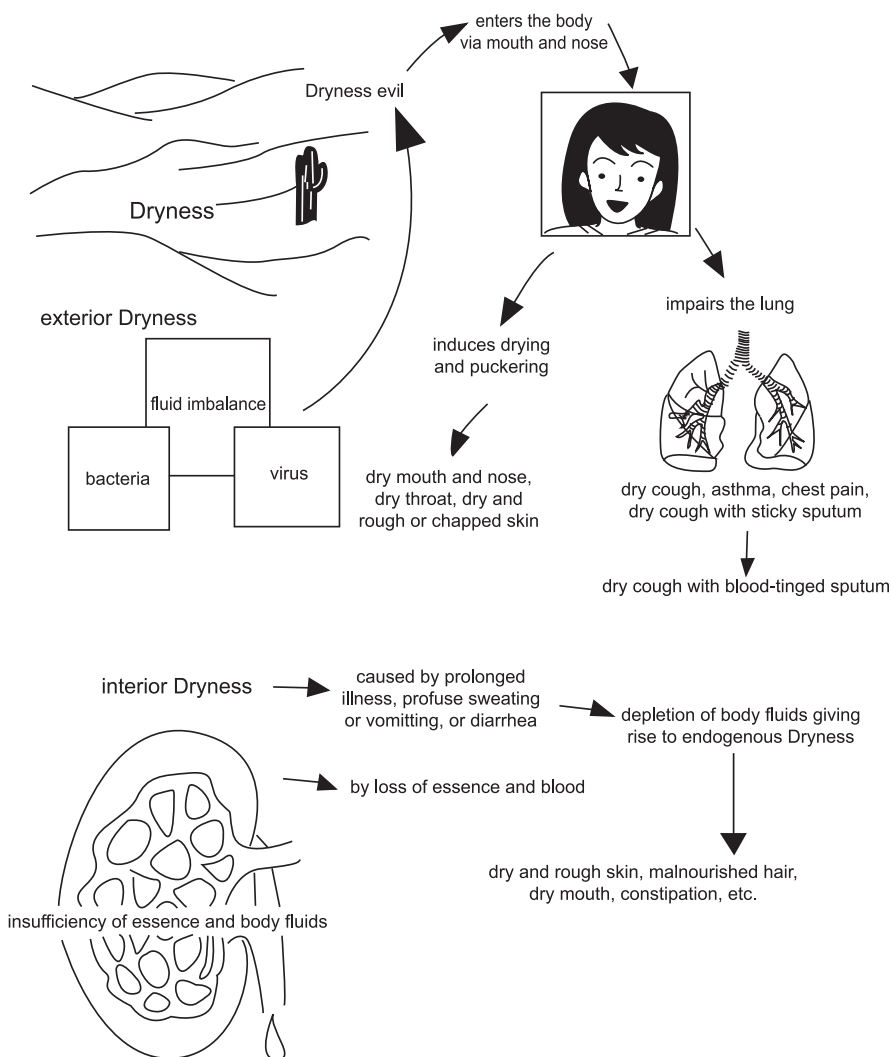 enters the body
via mouth and nose
Dryness evil
Dryness
exterior Dryness
fluid imbalance
bacteria
virus
induces drying
and puckering
dry mouth and nose,
dry throat, dry and
rough or chapped skin
impairs the lung
dry cough, asthma, chest pain,
dry cough with sticky sputum
dry cough with blood-tinged sputum
interior Dryness
caused by prolonged
illness, profuse sweating
or vomitting, or diarrhea
depletion of body fluids giving
rise to endogenous Dryness
by loss of essence and blood
dry and rough skin, malnourished hair,
dry mouth, constipation, etc.
insufficiency of essence and body fluids